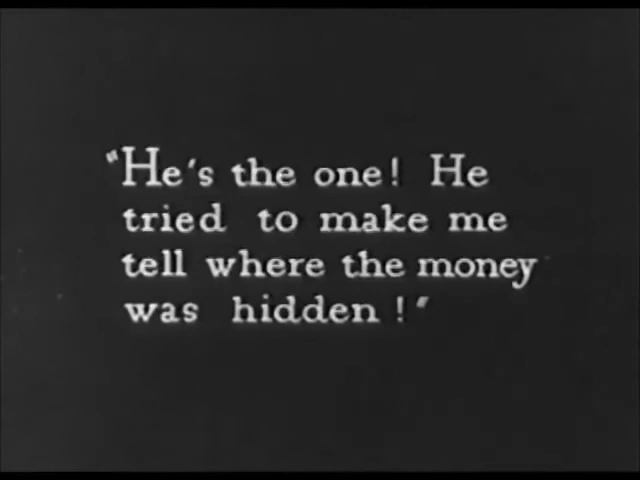 "He's the one! He
tried to make me
tell where the money
was hidden!"